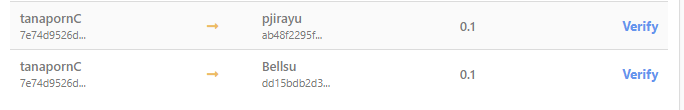 tanapornC → pjirayu 0.1 Verify
7e74d9526d... ab48f2295f...
tanapornC → Bellsu 0.1 Verify
7e74d9526d... dd15bdb2d3...